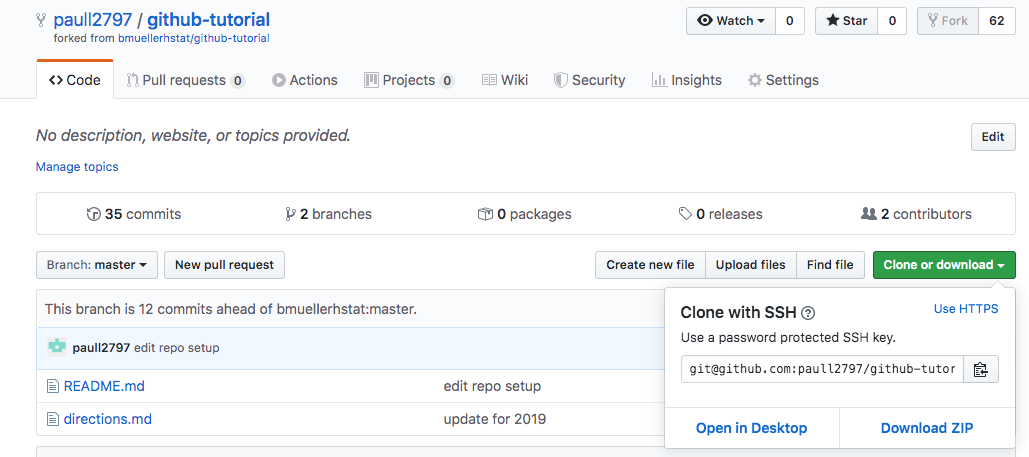 paull2797 / github-tutorial
forked from bmuellerhstat/github-tutorial
Watch 0 Star 0 Fork 62
Code Pull requests 0 Actions Projects 0 Wiki Security Insights Settings
No description, website, or topics provided.
Edit
Manage topics
35 commits 2 branches 0 packages 0 releases 2 contributors
Branch: master New pull request Create new file Upload files Find file Clone or download
This branch is 12 commits ahead of bmuellerhstat:master.
paull2797 edit repo setup
README.md edit repo setup
directions.md update for 2019
Clone with SSH ? Use HTTPS
Use a password protected SSH key.
git@github.com:paull2797/github-tutor
Open in Desktop Download ZIP